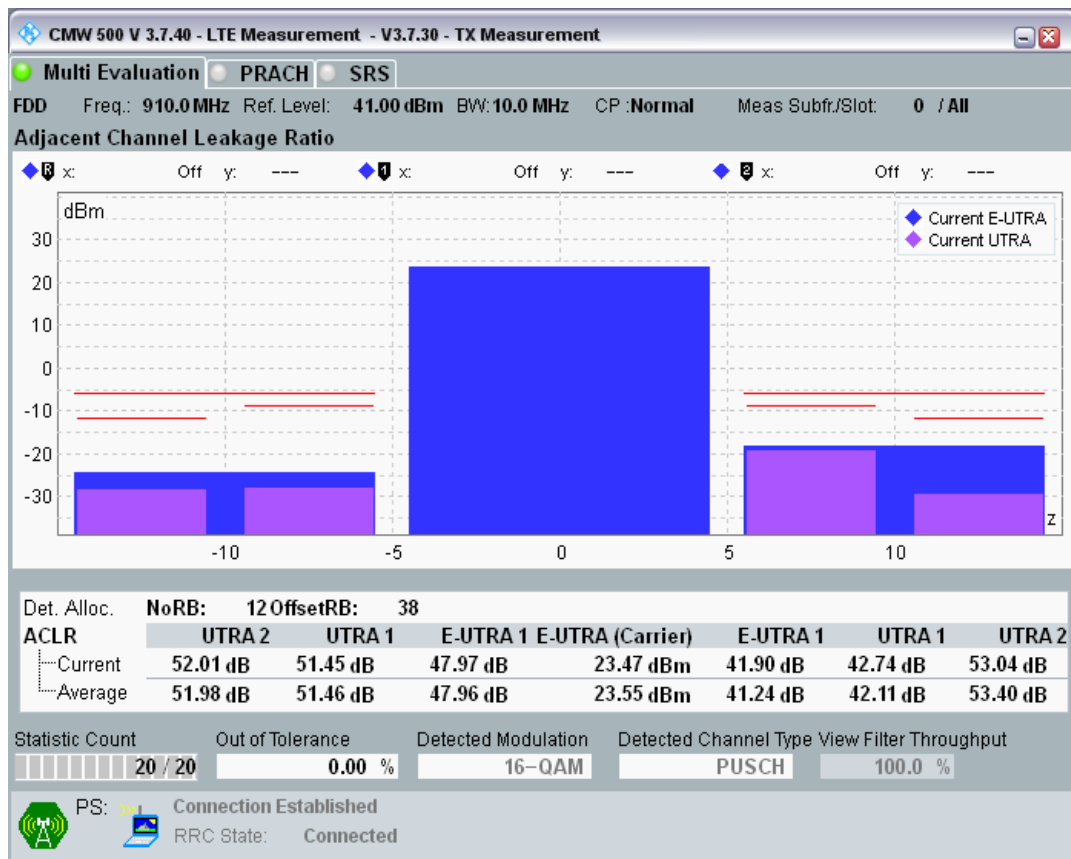 CMW 500 V 3.7.40 - LTE Measurement - V3.7.30 - TX Measurement
Multi Evaluation PRACH SRS
FDD Freq.: 910.0 MHz Ref. Level: 41.00 dBm BW: 10.0 MHz CP :Normal Meas Subfr./Slot: 0 / All
Adjacent Channel Leakage Ratio
R x: Off y: --- 1 x: Off y: --- 2 x: Off y: ---
dBm
Current E-UTRA
Current UTRA
30
20
10
0
-10
-20
-30
z
-10 -5 0 5 10
Det. Alloc. NoRB: 12 OffsetRB: 38
ACLR UTRA 2 UTRA 1 E-UTRA 1 E-UTRA (Carrier) E-UTRA 1 UTRA 1 UTRA 2
Current 52.01 dB 51.45 dB 47.97 dB 23.47 dBm 41.90 dB 42.74 dB 53.04 dB
Average 51.98 dB 51.46 dB 47.96 dB 23.55 dBm 41.24 dB 42.11 dB 53.40 dB
Statistic Count Out of Tolerance Detected Modulation Detected Channel Type View Filter Throughput
20 / 20 0.00 % 16-QAM PUSCH 100.0 %
PS: Connection Established
RRC State: Connected